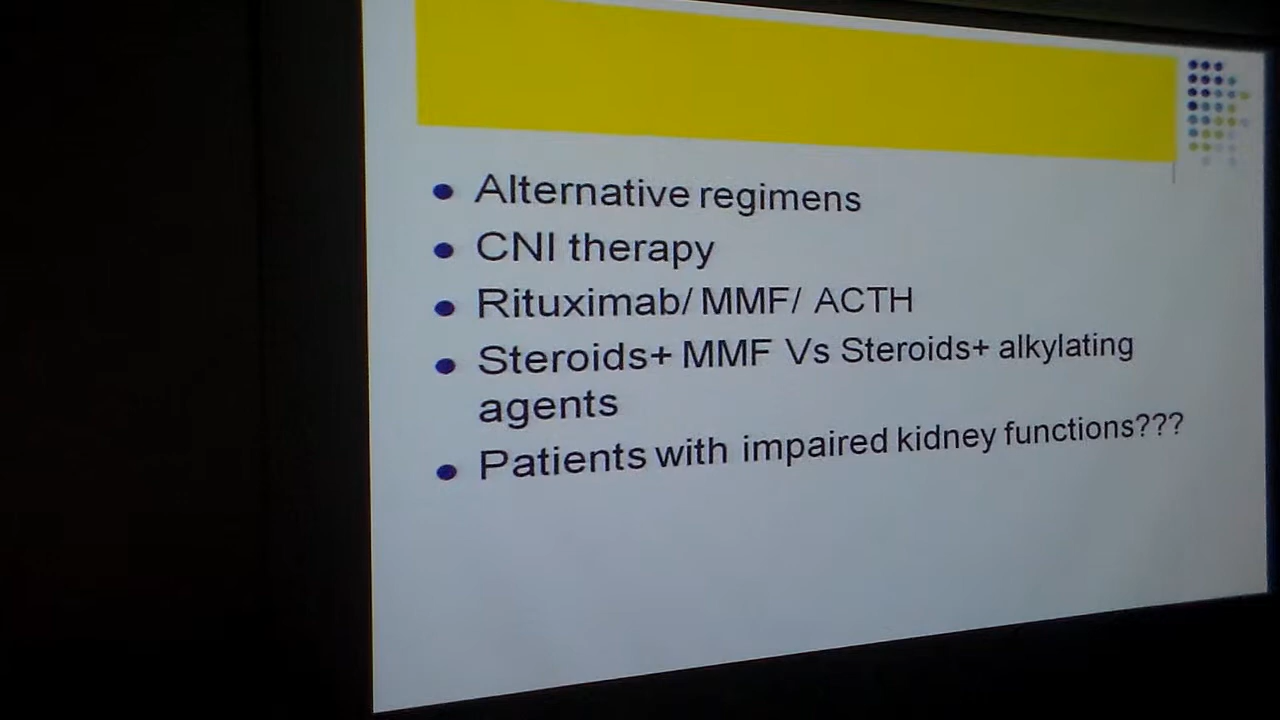 Alternative regimens
CNI therapy
Rituximab/ MMF/ ACTH
Steroids+ MMF Vs Steroids+ alkylating
agents
Patients with impaired kidney functions???